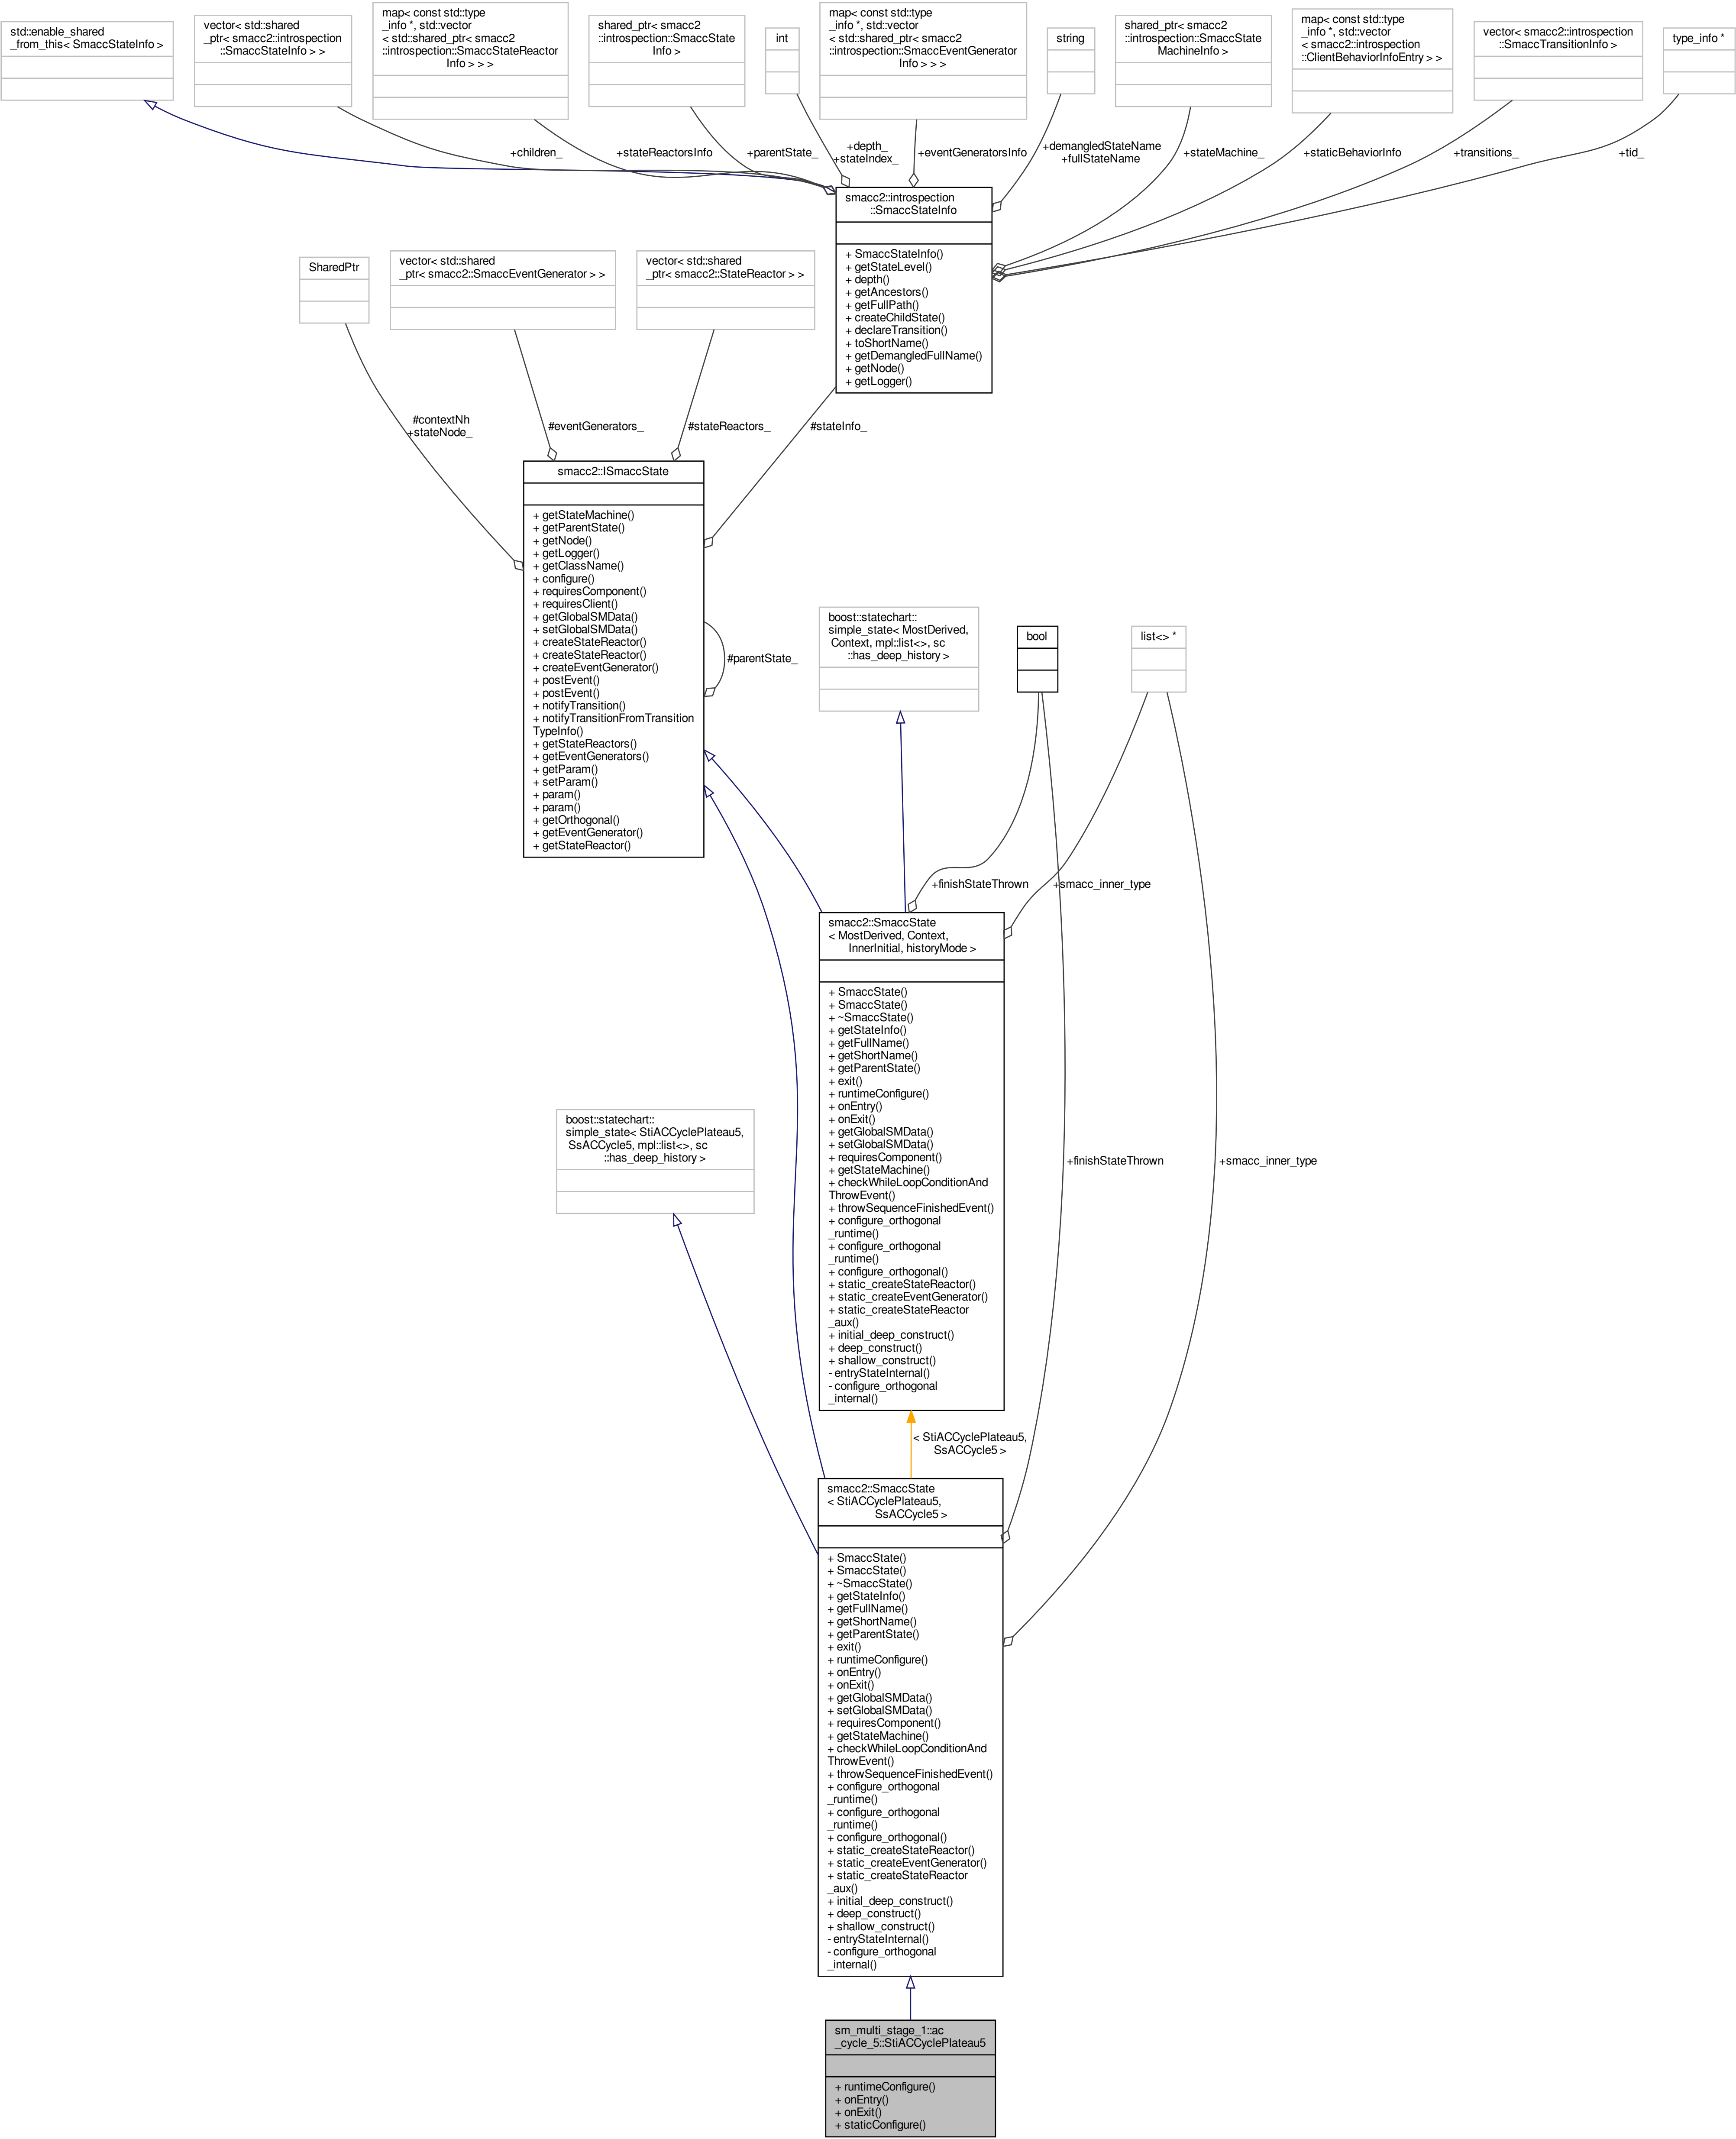 std::enable_shared
_from_this< SmaccStateInfo >
vector< std::shared
_ptr< smacc2::introspection
::SmaccStateInfo > >
map< const std::type
_info *, std::vector
< std::shared_ptr< smacc2
::introspection::SmaccStateReactor
Info > > >
shared_ptr< smacc2
::introspection::SmaccState
Info >
int
map< const std::type
_info *, std::vector
< std::shared_ptr< smacc2
::introspection::SmaccEventGenerator
Info > > >
string
shared_ptr< smacc2
::introspection::SmaccState
MachineInfo >
map< const std::type
_info *, std::vector
< smacc2::introspection
::ClientBehaviorInfoEntry > >
vector< smacc2::introspection
::SmaccTransitionInfo >
type_info *
+children_
+stateReactorsInfo
+parentState_
+depth_
+stateIndex_
+eventGeneratorsInfo
+demangledStateName
+fullStateName
+stateMachine_
+staticBehaviorInfo
+transitions_
+tid_
smacc2::introspection
::SmaccStateInfo
+ SmaccStateInfo()
+ getStateLevel()
+ depth()
+ getAncestors()
+ getFullPath()
+ createChildState()
+ declareTransition()
+ toShortName()
+ getDemangledFullName()
+ getNode()
+ getLogger()
SharedPtr
vector< std::shared
_ptr< smacc2::SmaccEventGenerator > >
vector< std::shared
_ptr< smacc2::StateReactor > >
#contextNh
+stateNode_
#eventGenerators_
#stateReactors_
#stateInfo_
smacc2::ISmaccState
+ getStateMachine()
+ getParentState()
+ getNode()
+ getLogger()
+ getClassName()
+ configure()
+ requiresComponent()
+ requiresClient()
+ getGlobalSMData()
+ setGlobalSMData()
+ createStateReactor()
+ createStateReactor()
+ createEventGenerator()
+ postEvent()
+ postEvent()
+ notifyTransition()
+ notifyTransitionFromTransition
TypeInfo()
+ getStateReactors()
+ getEventGenerators()
+ getParam()
+ setParam()
+ param()
+ param()
+ getOrthogonal()
+ getEventGenerator()
+ getStateReactor()
#parentState_
boost::statechart::
simple_state< MostDerived,
Context, mpl::list<>, sc
::has_deep_history >
bool
list<> *
+finishStateThrown
+smacc_inner_type
smacc2::SmaccState
< MostDerived, Context,
InnerInitial, historyMode >
+ SmaccState()
+ SmaccState()
+ ~SmaccState()
+ getStateInfo()
+ getFullName()
+ getShortName()
+ getParentState()
+ exit()
+ runtimeConfigure()
+ onEntry()
+ onExit()
+ getGlobalSMData()
+ setGlobalSMData()
+ requiresComponent()
+ getStateMachine()
+ checkWhileLoopConditionAnd
ThrowEvent()
+ throwSequenceFinishedEvent()
+ configure_orthogonal
_runtime()
+ configure_orthogonal
_runtime()
+ configure_orthogonal()
+ static_createStateReactor()
+ static_createEventGenerator()
+ static_createStateReactor
_aux()
+ initial_deep_construct()
+ deep_construct()
+ shallow_construct()
- entryStateInternal()
- configure_orthogonal
_internal()
boost::statechart::
simple_state< StiACCyclePlateau5,
SsACCycle5, mpl::list<>, sc
::has_deep_history >
+finishStateThrown
+smacc_inner_type
< StiACCyclePlateau5,
SsACCycle5 >
smacc2::SmaccState
< StiACCyclePlateau5,
SsACCycle5 >
+ SmaccState()
+ SmaccState()
+ ~SmaccState()
+ getStateInfo()
+ getFullName()
+ getShortName()
+ getParentState()
+ exit()
+ runtimeConfigure()
+ onEntry()
+ onExit()
+ getGlobalSMData()
+ setGlobalSMData()
+ requiresComponent()
+ getStateMachine()
+ checkWhileLoopConditionAnd
ThrowEvent()
+ throwSequenceFinishedEvent()
+ configure_orthogonal
_runtime()
+ configure_orthogonal
_runtime()
+ configure_orthogonal()
+ static_createStateReactor()
+ static_createEventGenerator()
+ static_createStateReactor
_aux()
+ initial_deep_construct()
+ deep_construct()
+ shallow_construct()
- entryStateInternal()
- configure_orthogonal
_internal()
sm_multi_stage_1::ac
_cycle_5::StiACCyclePlateau5
+ runtimeConfigure()
+ onEntry()
+ onExit()
+ staticConfigure()